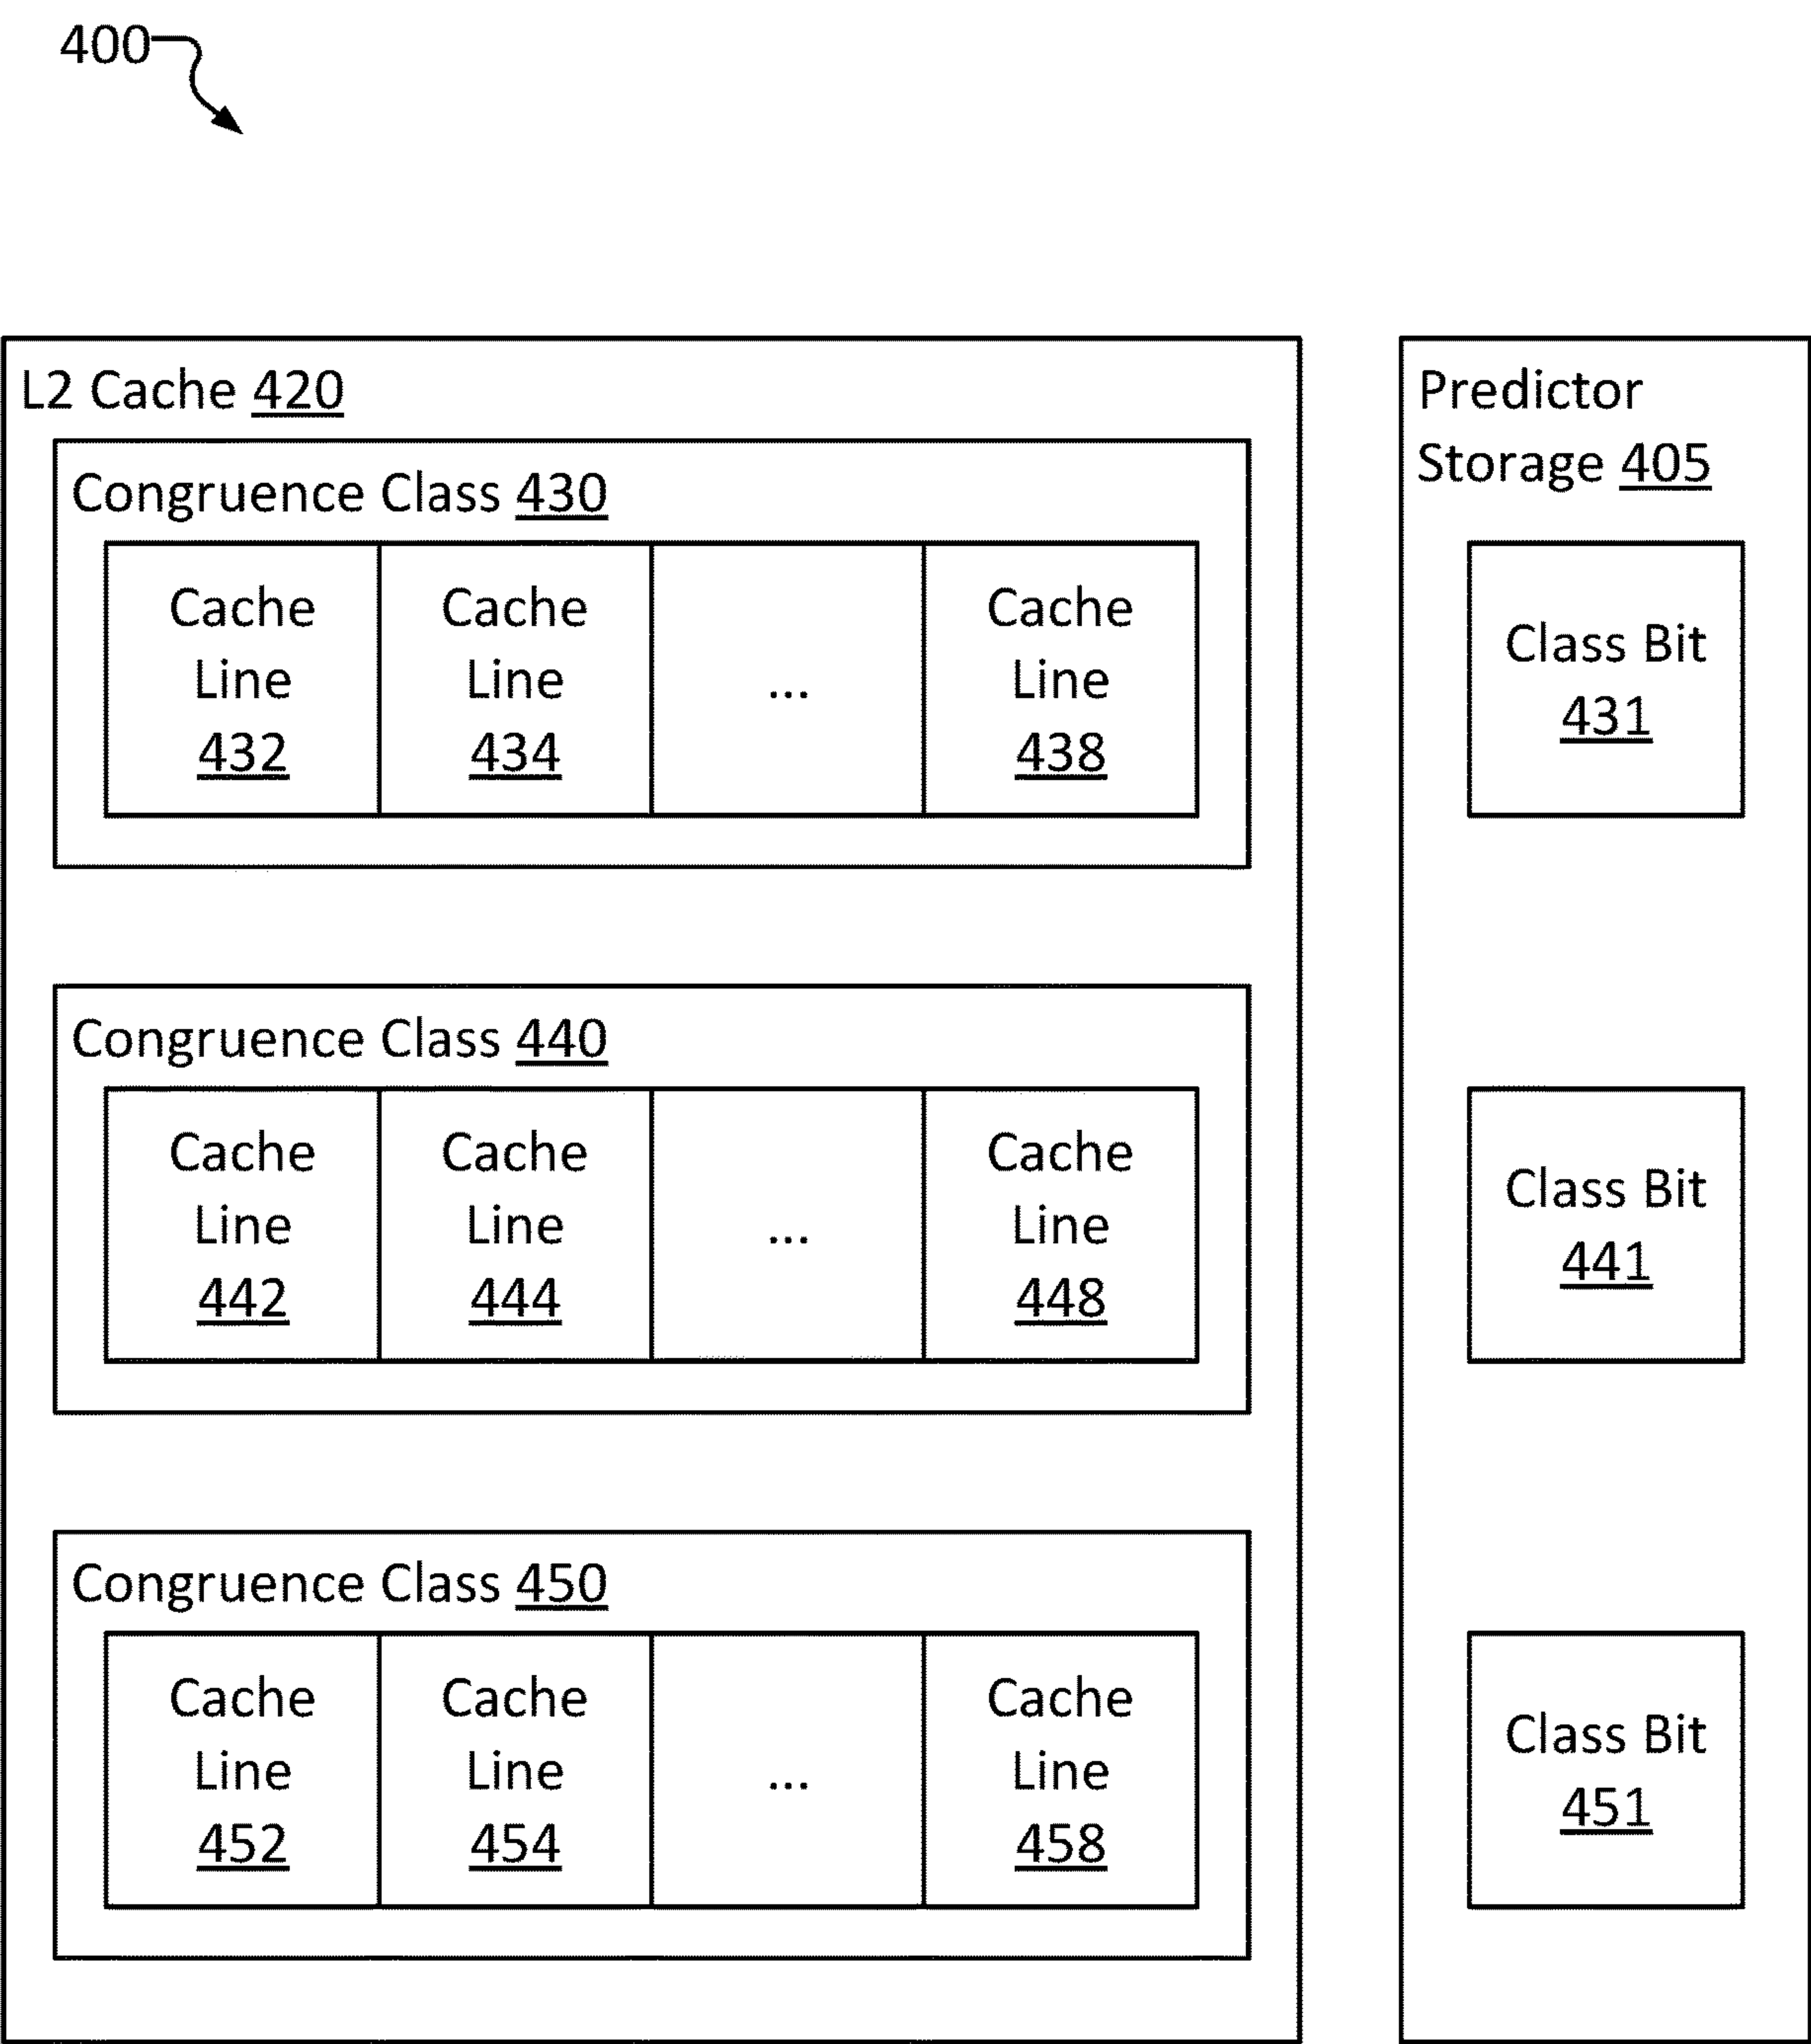 400
L2 Cache 420
Congruence Class 430
Cache Line 432
Cache Line 434
...
Cache Line 438
Congruence Class 440
Cache Line 442
Cache Line 444
...
Cache Line 448
Congruence Class 450
Cache Line 452
Cache Line 454
...
Cache Line 458
Predictor
Storage 405
Class Bit
431
Class Bit
441
Class Bit
451